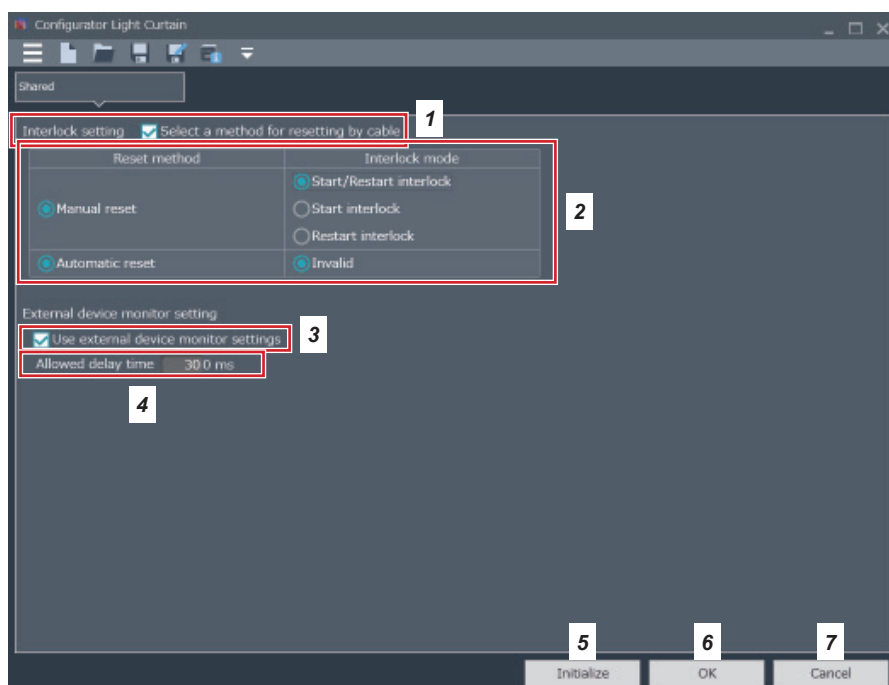 Configurator Light Curtain
Shared
1
Interlock setting Select a method for resetting by cable
Reset method Interlock mode
Start/Restart interlock
Manual reset Start interlock 2
Restart interlock
Automatic reset Invalid
External device monitor setting
Use external device monitor settings 3
Allowed delay time 30.0 ms
4
5 6 7
Initialize OK Cancel